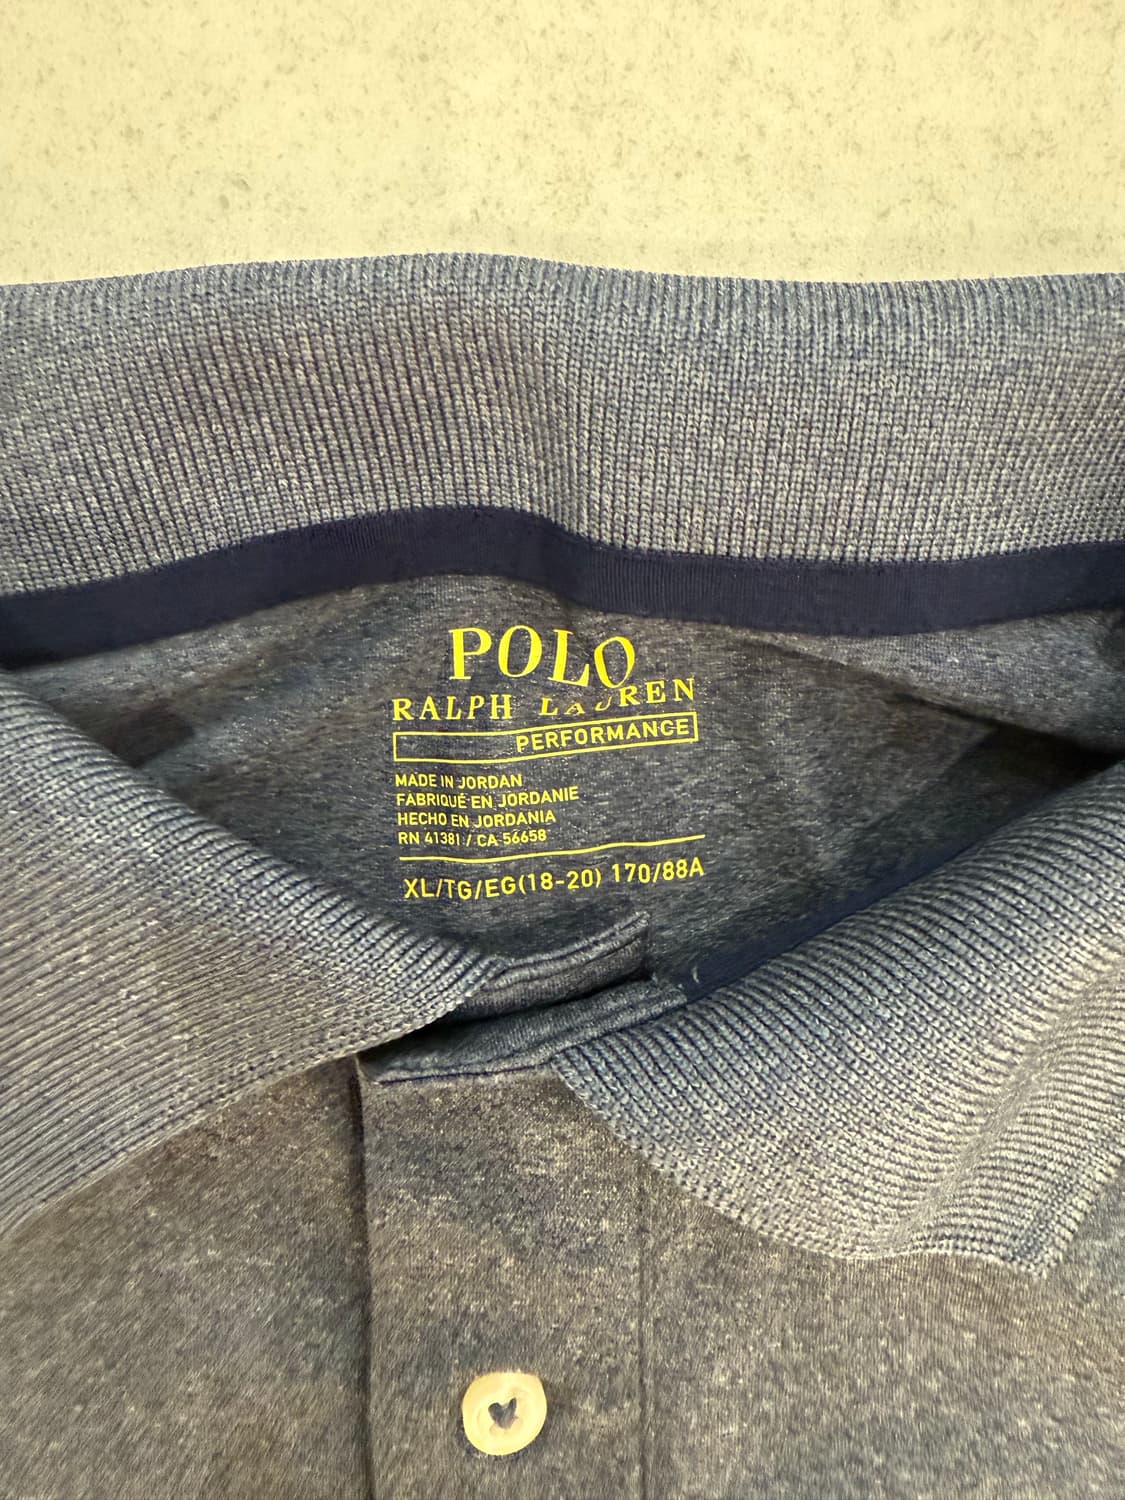 POLO
RALPH LAUREN
PERFORMANCE
MADE IN JORDAN
FABRIQUÉ EN JORDANIE
HECHO EN JORDANIA
RN 41381 / CA 56658
XL/TG/EG(18-20) 170/88A